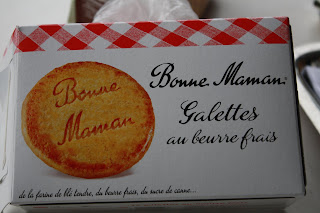 Bonne
Maman
Bonne Maman®
Galettes
au beurre frais
de la farine de blé tendre, du beurre frais, du sucre de canne...